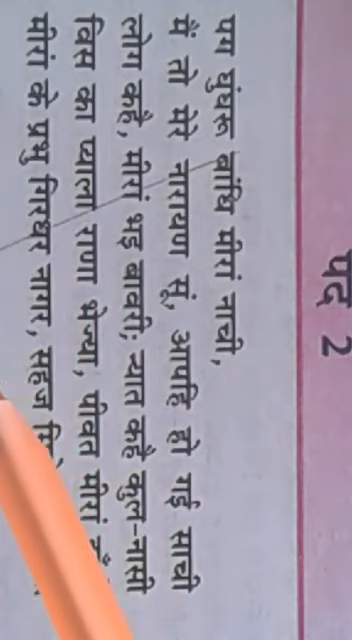 पद 2
पग घुंघरू बांधि मीरां नाची,
मैं तो मेरे नारायण सूं, आपहि हो गई साची
लोग कहै, मीरां भइ बावरी; न्यात कहै कुल-नासी
विस का प्याला राणा भेज्या, पीवत मीरां
मीरां के प्रभु गिरधर नागर, सहज